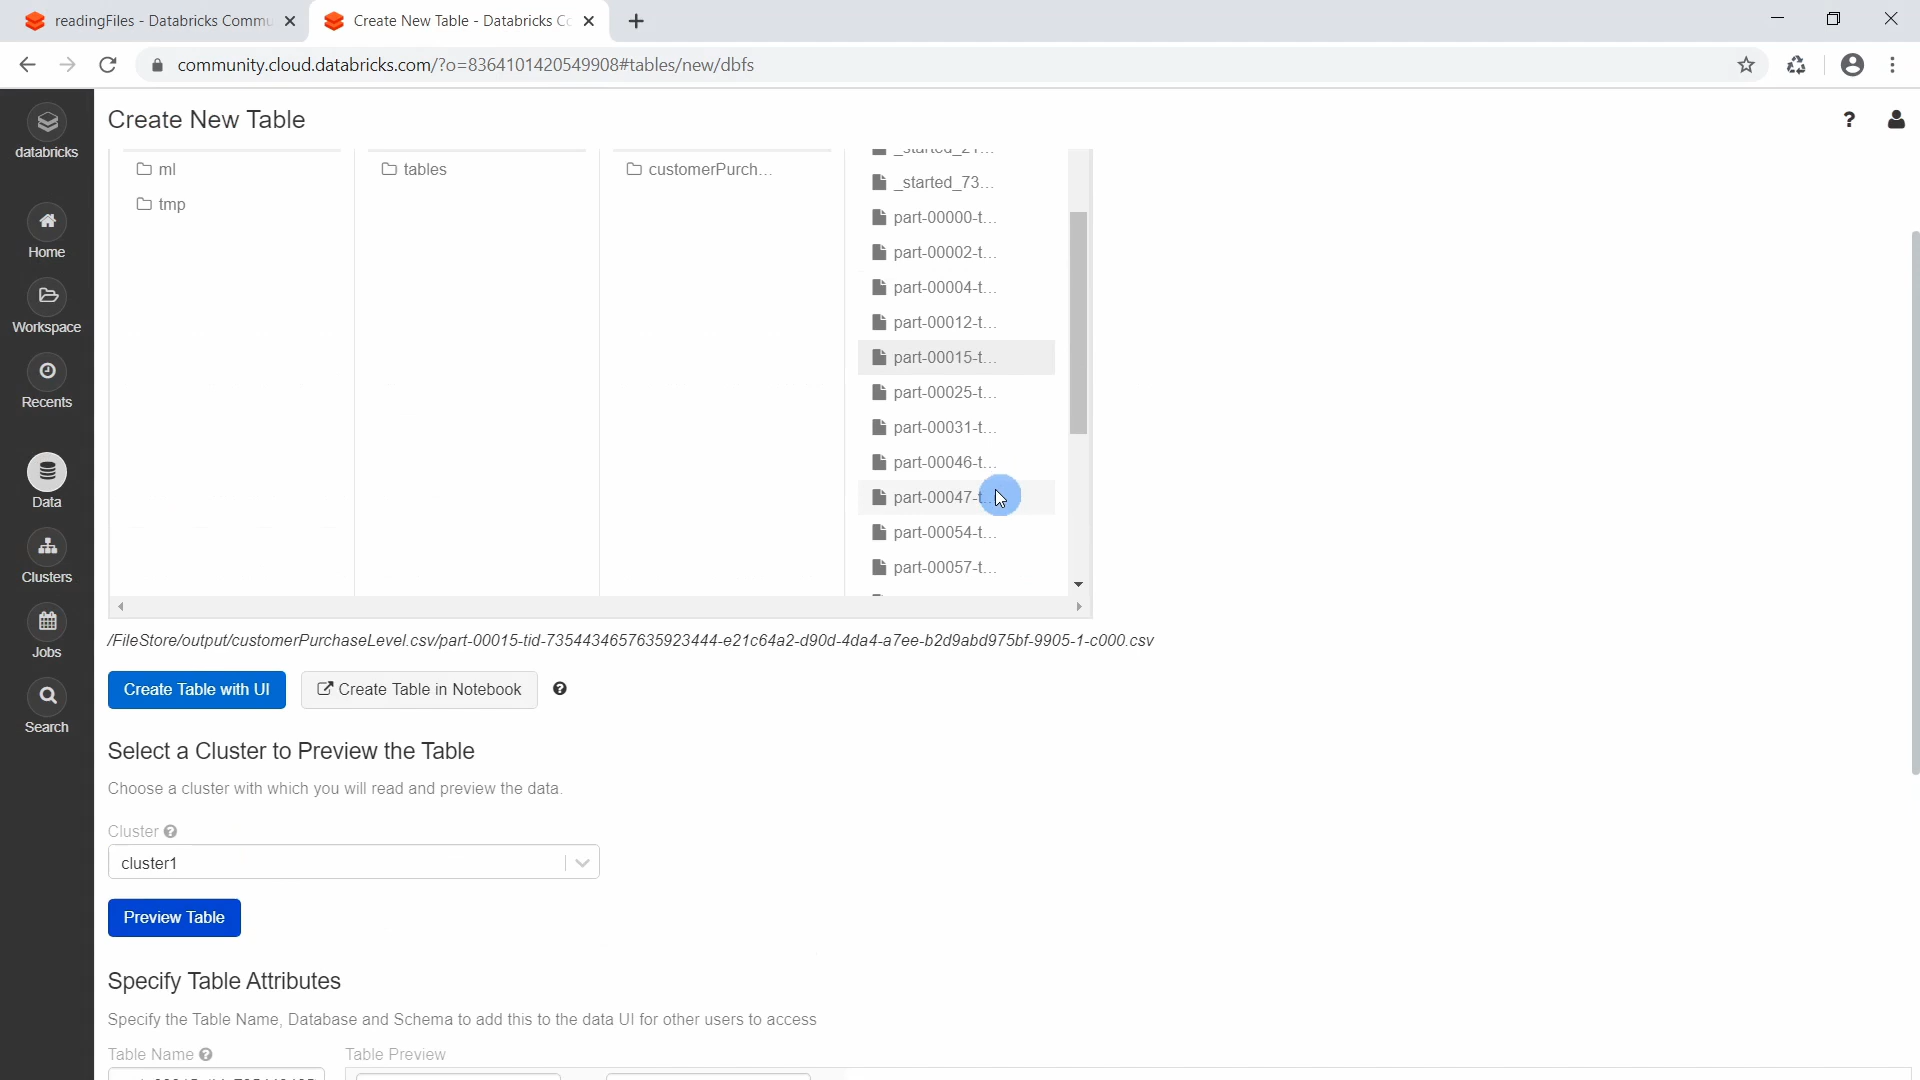 readingFiles - Databricks Commu
Create New Table - Databricks Co
community.cloud.databricks.com/?o=8364101420549908#tables/new/dbfs
databricks
Home
Workspace
Recents
Data
Clusters
Jobs
Search
Create New Table
ml
tmp
tables
customerPurch...
_started_21...
_started_73...
part-00000-t...
part-00002-t...
part-00004-t...
part-00012-t...
part-00015-t...
part-00025-t...
part-00031-t...
part-00046-t...
part-00047-t...
part-00054-t...
part-00057-t...
/FileStore/output/customerPurchaseLevel.csv/part-00015-tid-7354434657635923444-e21c64a2-d90d-4da4-a7ee-b2d9abd975bf-9905-1-c000.csv
Create Table with UI
Create Table in Notebook
Select a Cluster to Preview the Table
Choose a cluster with which you will read and preview the data.
Cluster
cluster1
Preview Table
Specify Table Attributes
Specify the Table Name, Database and Schema to add this to the data UI for other users to access
Table Name
Table Preview